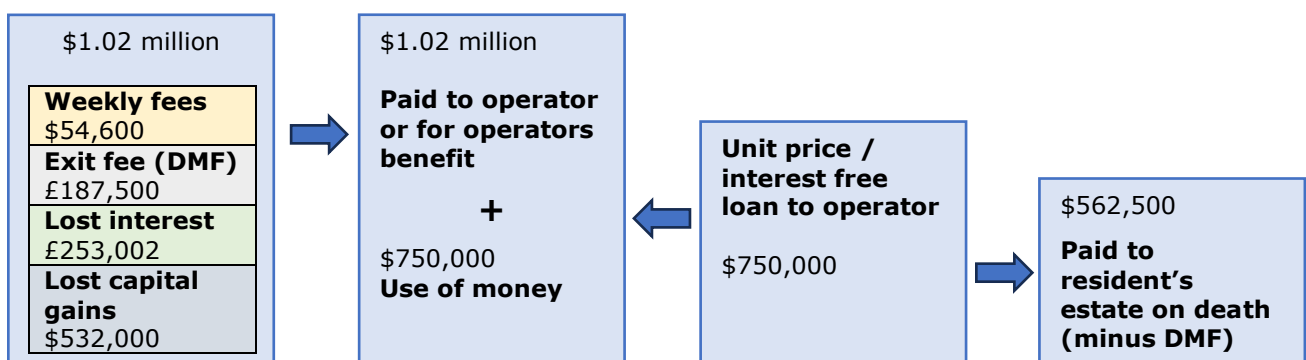 $1.02 million
Weekly fees
$54,600
Exit fee (DMF)
£187,500
Lost interest
£253,002
Lost capital
gains
$532,000
$1.02 million
Paid to operator
or for operators
benefit
+
$750,000
Use of money
Unit price /
interest free
loan to operator
$750,000
$562,500
Paid to
resident’s
estate on death
(minus DMF)